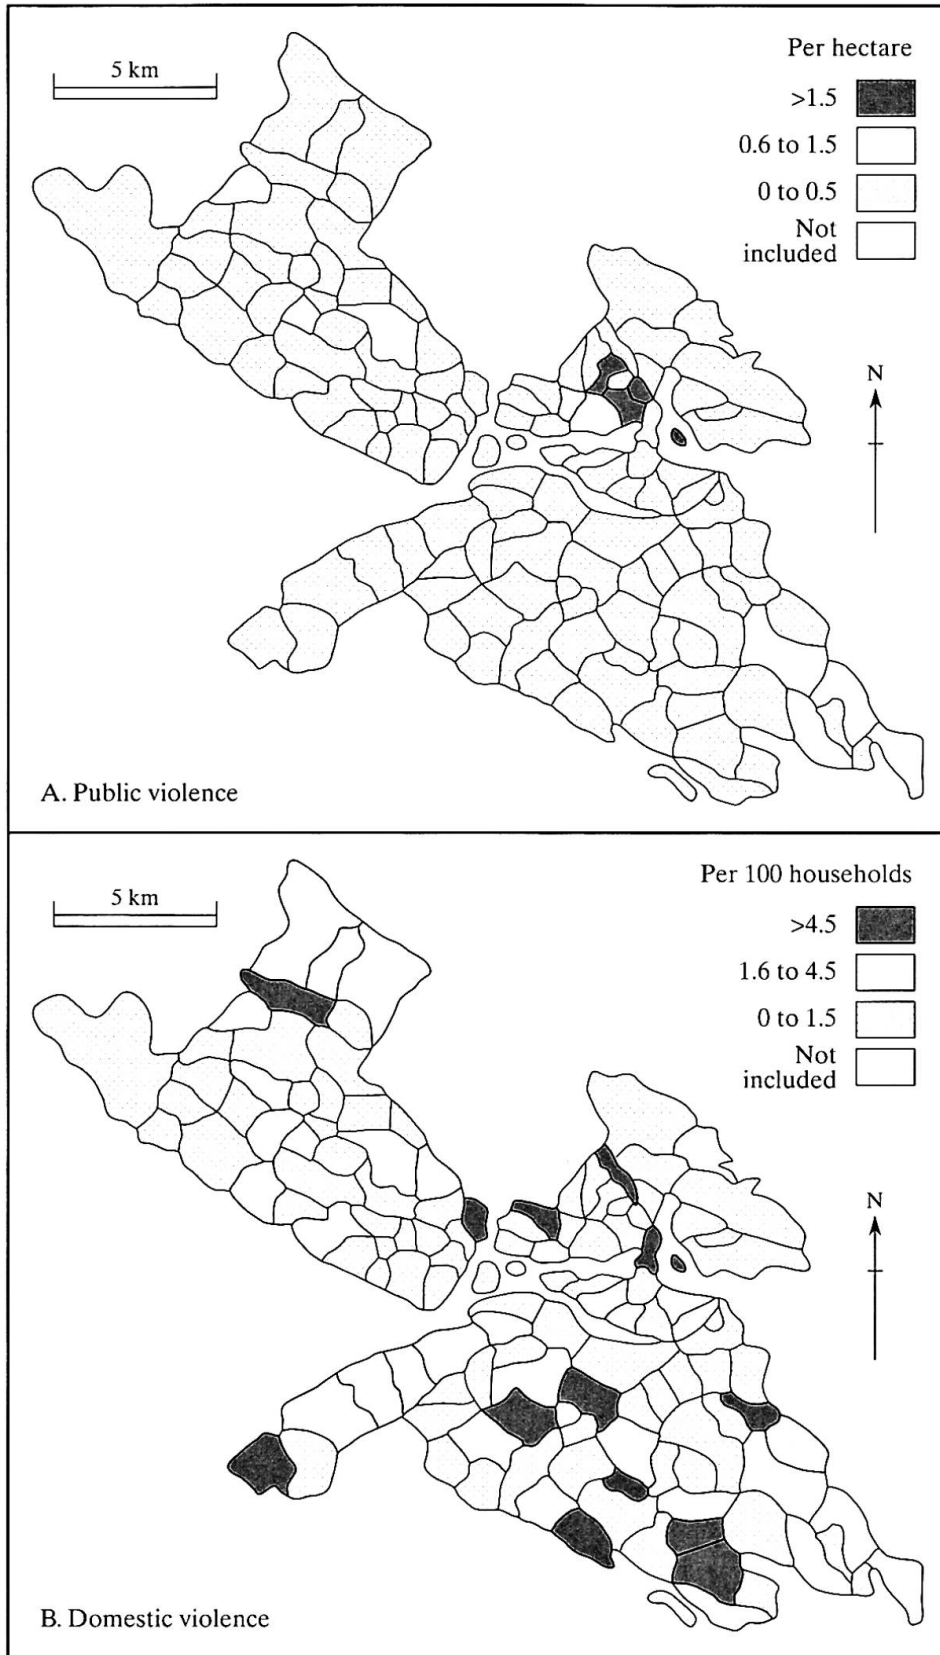 Per hectare
5 km
>1.5
0.6 to 1.5
0 to 0.5
Not
included
N
A. Public violence
Per 100 households
5 km
>4.5
1.6 to 4.5
0 to 1.5
Not
included
N
B. Domestic violence